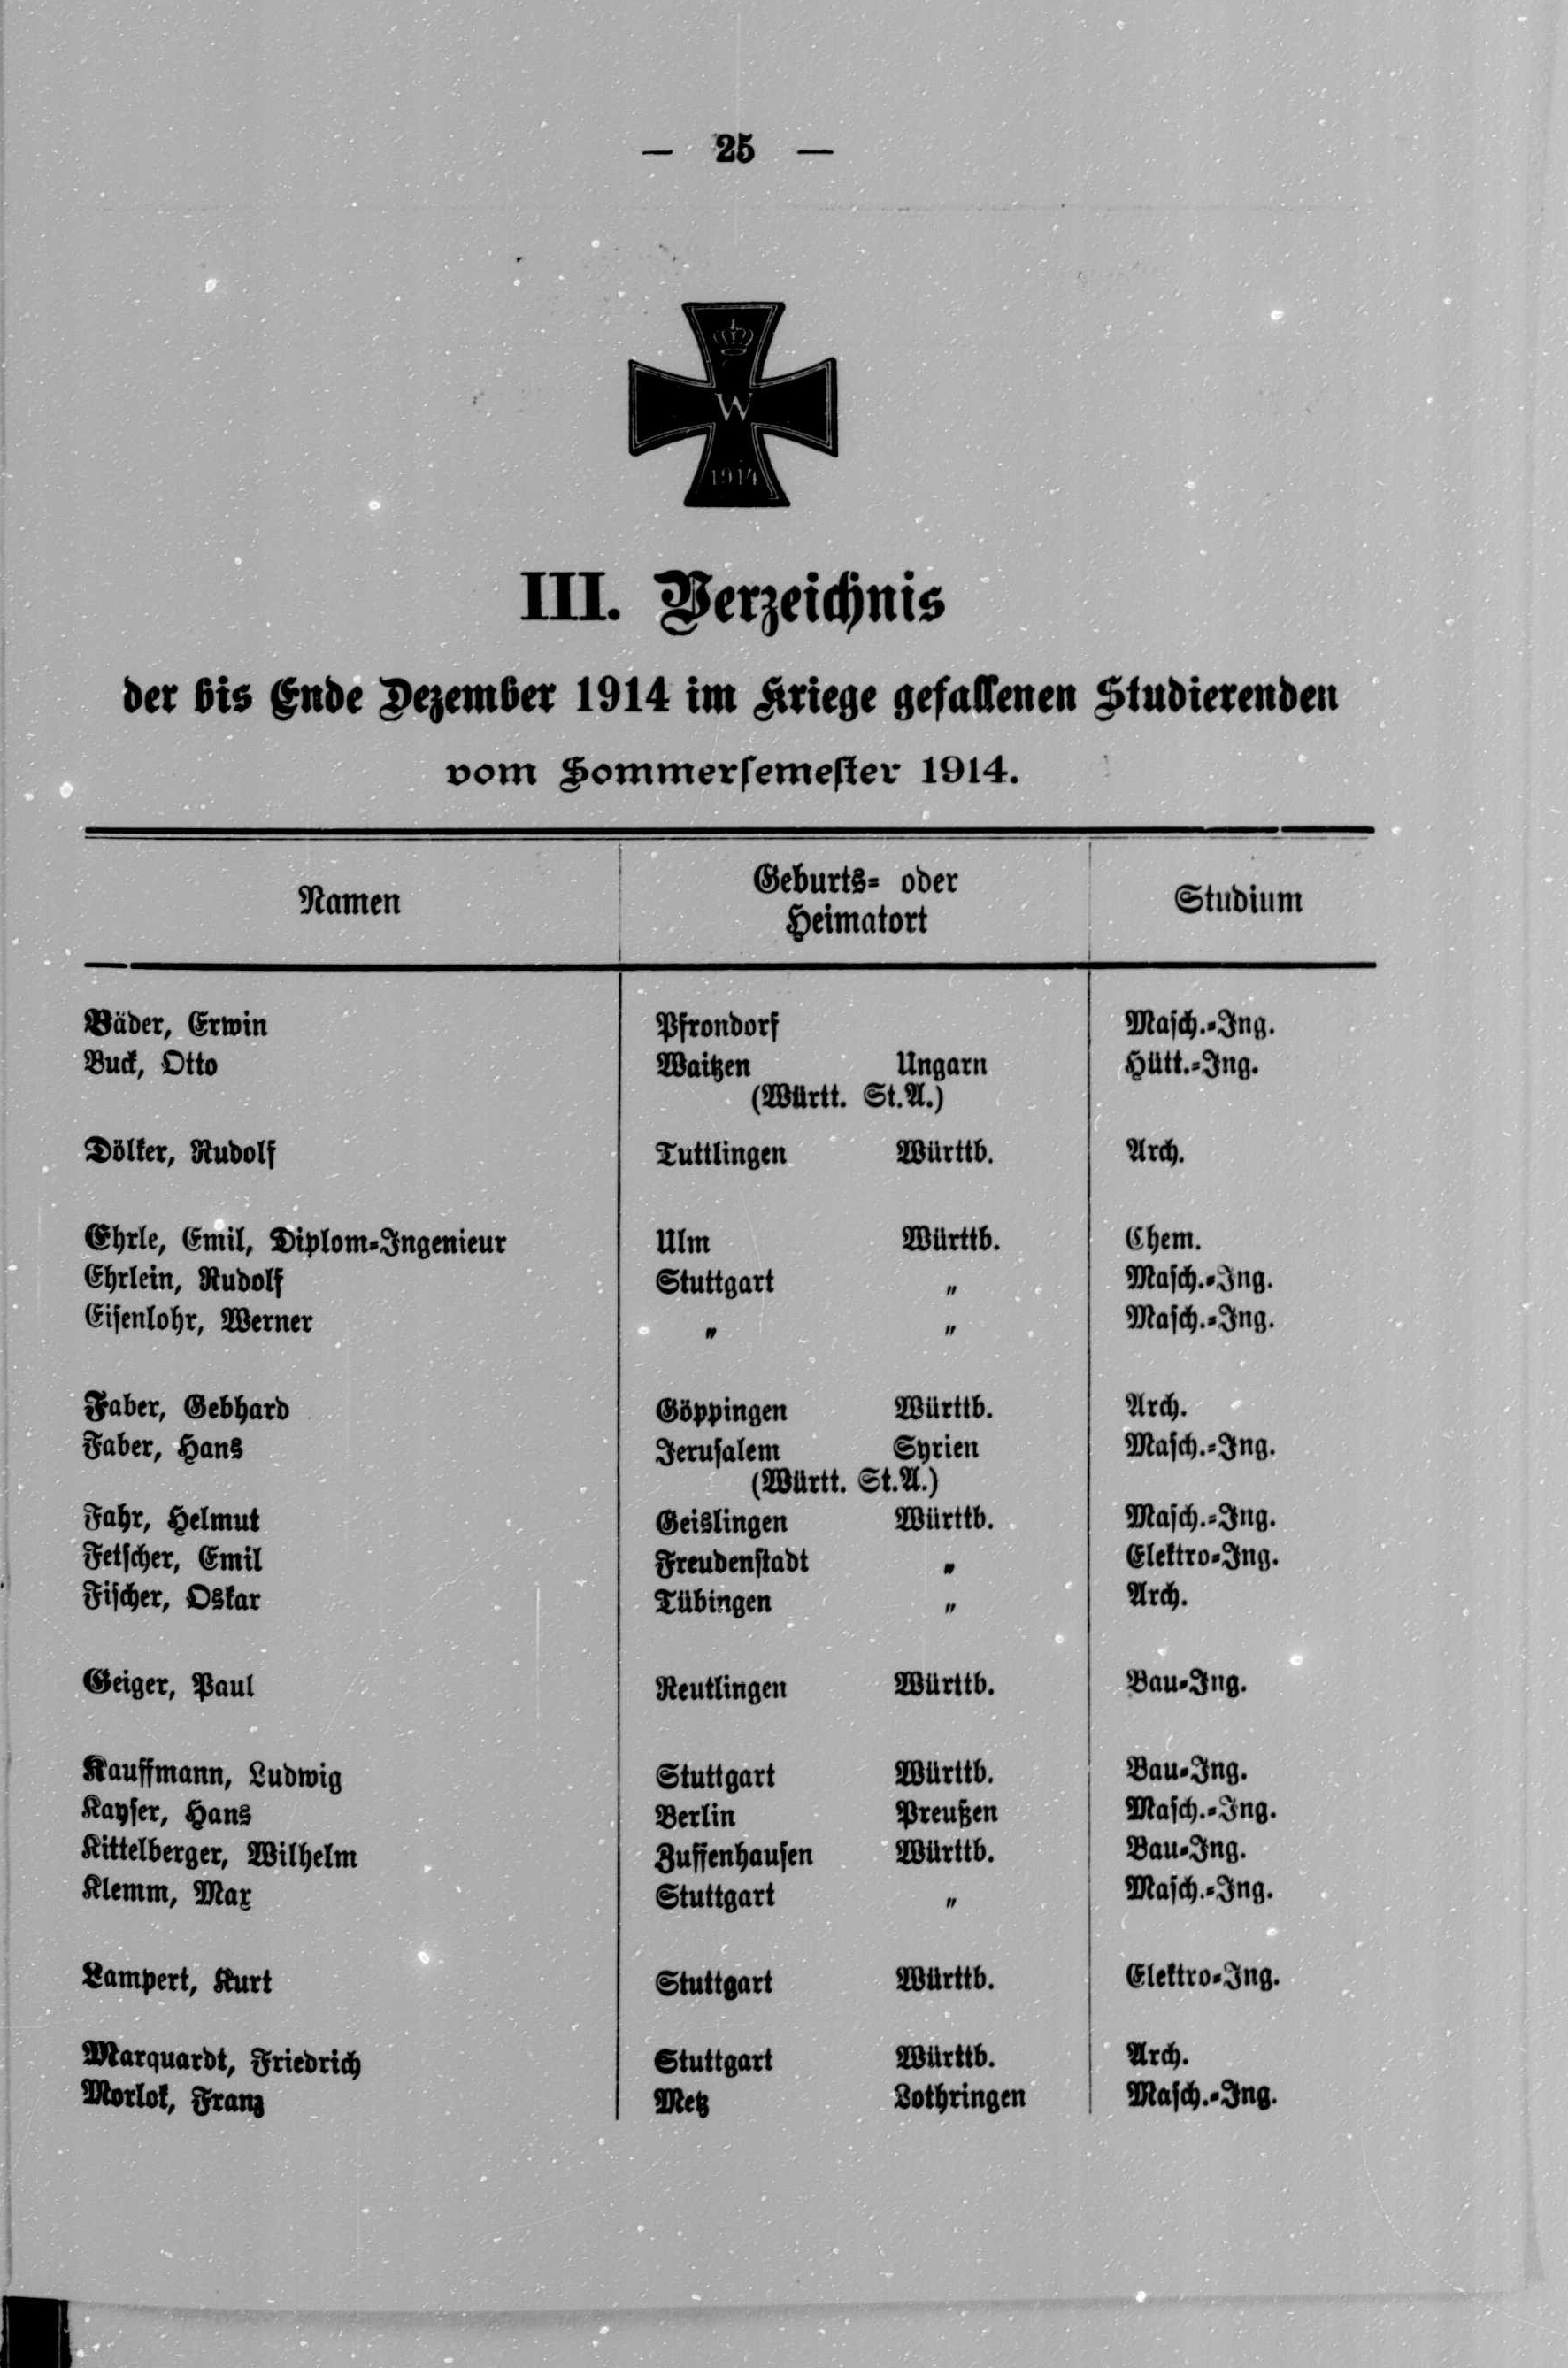 — 25 —
W
1914
III. Verzeichnis
der bis Ende Dezember 1914 im Kriege gefallenen Studierenden
vom Sommersemester 1914.
Namen Geburts- oder Heimatort Studium
Bäder, Erwin Pfrondorf Masch.-Ing.
Buck, Otto Waitzen Ungarn Hütt.-Ing.
(Württ. St.A.)
Dölker, Rudolf Tuttlingen Württb. Arch.
Ehrle, Emil, Diplom-Ingenieur Ulm Württb. Chem.
Ehrlein, Rudolf Stuttgart " Masch.-Ing.
Eisenlohr, Werner " " Masch.-Ing.
Faber, Gebhard Göppingen Württb. Arch.
Faber, Hans Jerusalem Syrien Masch.-Ing.
(Württ. St.A.)
Fahr, Helmut Geislingen Württb. Masch.-Ing.
Fetscher, Emil Freudenstadt " Elektro-Ing.
Fischer, Oskar Tübingen " Arch.
Geiger, Paul Reutlingen Württb. Bau-Ing.
Kauffmann, Ludwig Stuttgart Württb. Bau-Ing.
Kayser, Hans Berlin Preußen Masch.-Ing.
Kittelberger, Wilhelm Zuffenhausen Württb. Bau-Ing.
Klemm, Max Stuttgart " Masch.-Ing.
Lampert, Kurt Stuttgart Württb. Elektro-Ing.
Marquardt, Friedrich Stuttgart Württb. Arch.
Morlok, Franz Metz Lothringen Masch.-Ing.